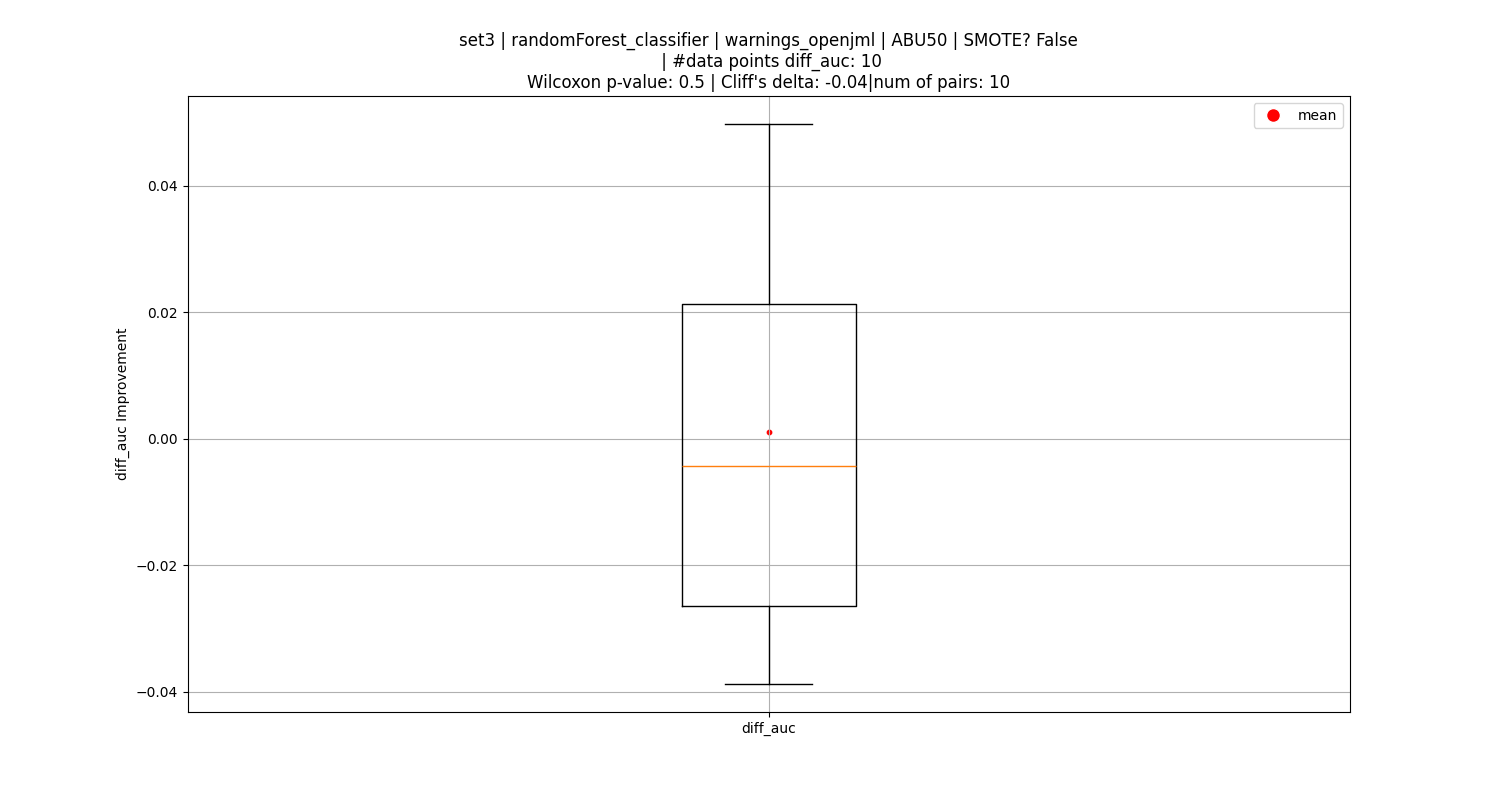 set3 | randomForest_classifier | warnings_openjml | ABU50 | SMOTE? False
| #data points diff_auc: 10
Wilcoxon p-value: 0.5 | Cliff's delta: -0.04|num of pairs: 10
mean
0.04
0.02
0.00
−0.02
−0.04
diff_auc Improvement
diff_auc